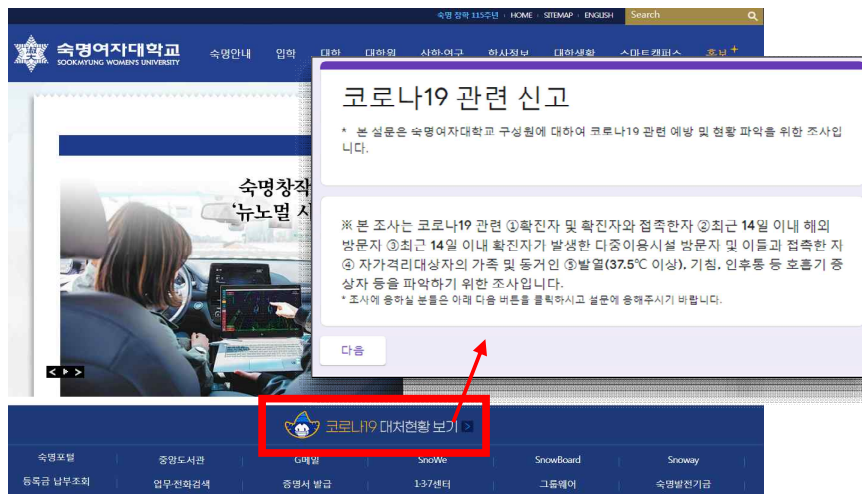 숙명 창학 115주년 HOME SITEMAP ENGLISH Search
숙명여자대학교
SOOKMYUNG WOMEN'S UNIVERSITY
숙명안내 입학 대학 대학원 산학·연구 학사정보 대학생활 스마트캠퍼스 홍보+
코로나19 관련 신고
* 본 설문은 숙명여자대학교 구성원에 대하여 코로나19 관련 예방 및 현황 파악을 위한 조사입
니다.
숙명창작
'뉴노멀 시
※ 본 조사는 코로나19 관련 ①확진자 및 확진자와 접촉한자 ②최근 14일 이내 해외
방문자 ③최근 14일 이내 확진자가 발생한 다중이용시설 방문자 및 이들과 접촉한 자
④ 자가격리대상자의 가족 및 동거인 ⑤발열(37.5℃ 이상), 기침, 인후통 등 호흡기 증
상자 등을 파악하기 위한 조사입니다.
* 조사에 응하실 분들은 아래 다음 버튼을 클릭하시고 설문에 응해주시기 바랍니다.
다음
코로나19 대처현황 보기
숙명포털 중앙도서관 G메일 SnoWe SnowBoard Snoway
등록금 납부조회 업무·전화검색 증명서 발급 1·3·7센터 그룹웨어 숙명발전기금